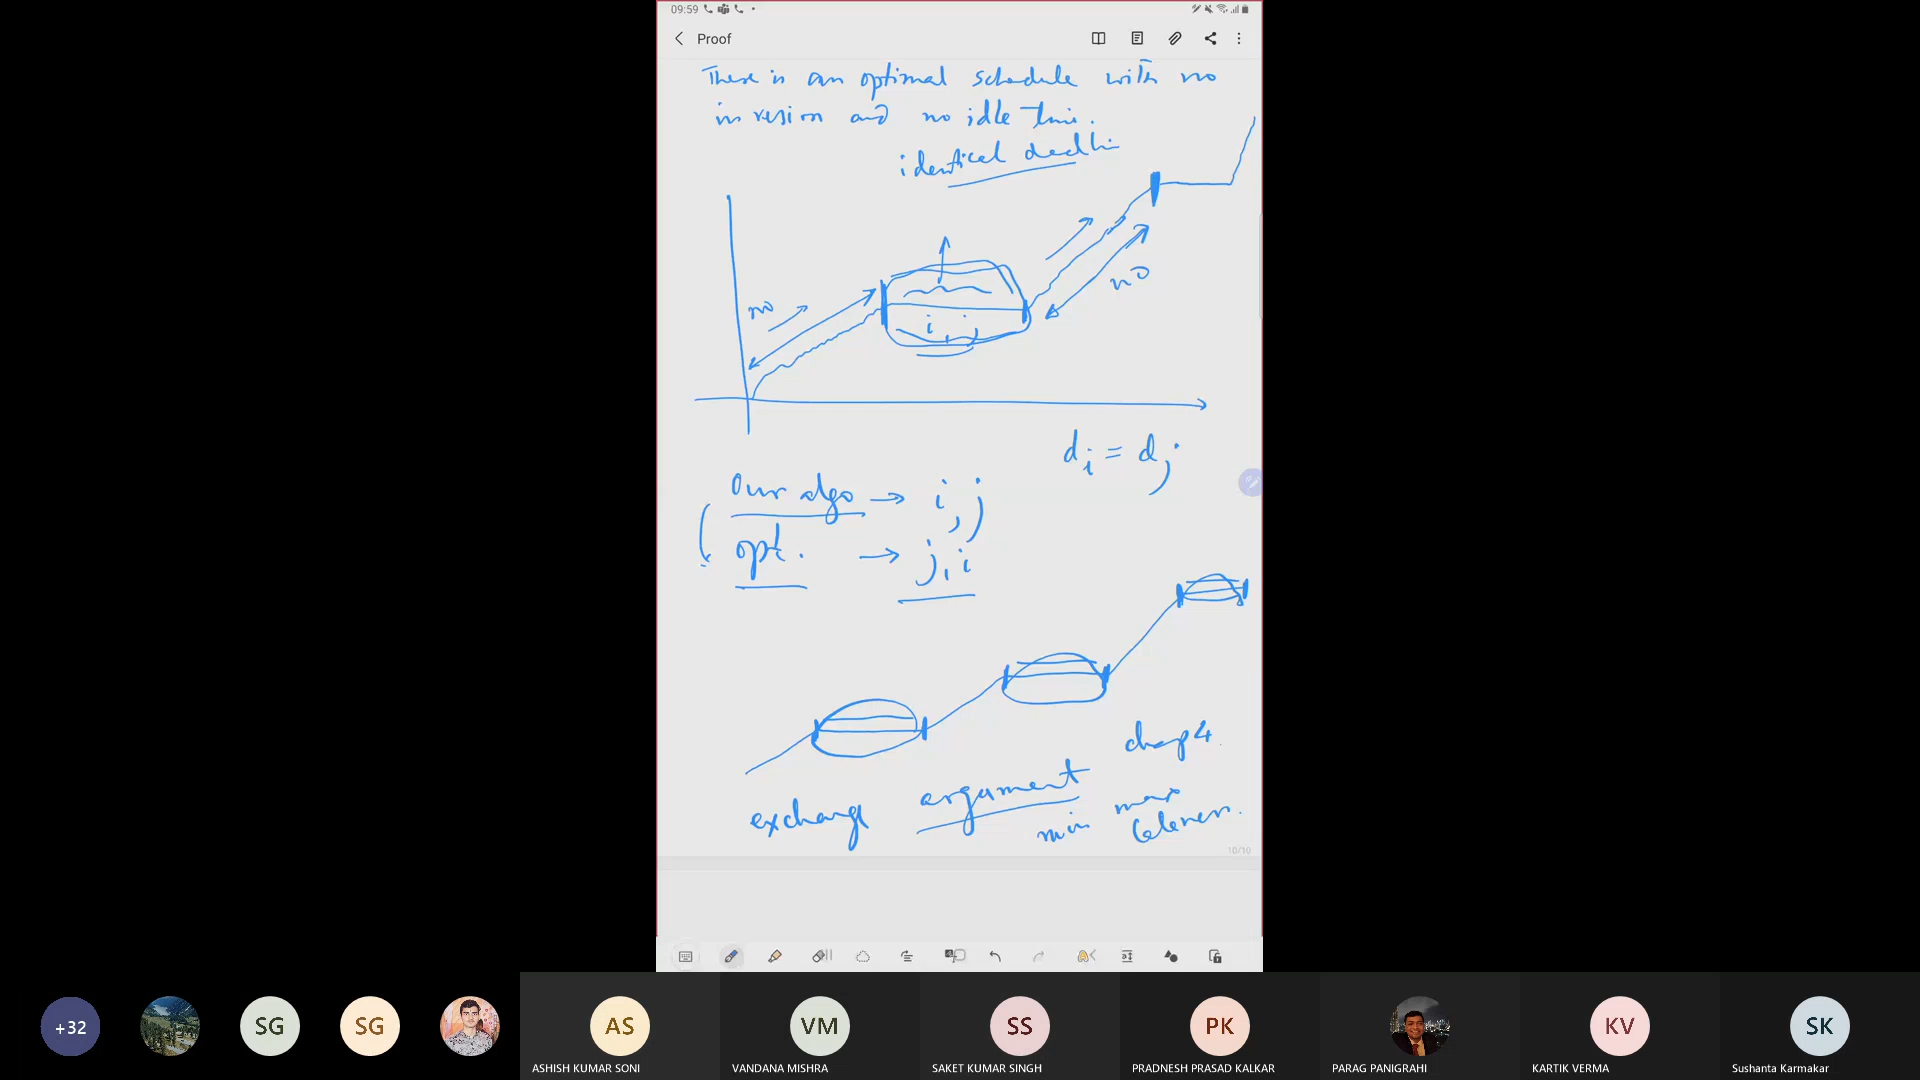 09:59
Proof
There is an optimal schedule with no
inversion and no idle time.
identical
no
no
i, j
di = dj
Our algo → i, j
opt. → j, i
chap 4.
exchange argument
min max
lateness.
10/10
+32
SG
SG
AS
VM
SS
PK
KV
SK
ASHISH KUMAR SONI
VANDANA MISHRA
SAKET KUMAR SINGH
PRADNESH PRASAD KALKAR
PARAG PANIGRAHI
KARTIK VERMA
Sushanta Karmakar